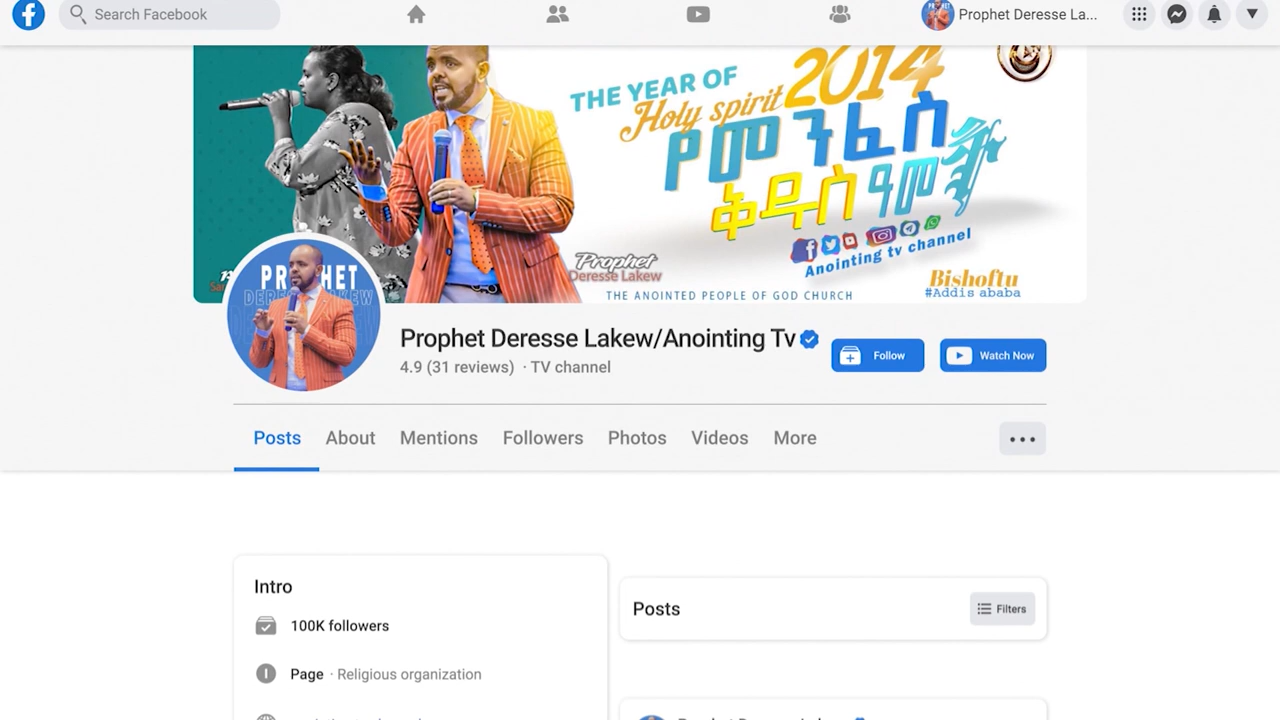 Search Facebook
Prophet Deresse La...
THE YEAR OF
Holy spirit 2014
የመንፈስ
ቅዱስ ዓመት
Anointing tv channel
Prophet
Deresse Lakew
Bishoftu
#Addis ababa
THE ANOINTED PEOPLE OF GOD CHURCH
Prophet Deresse Lakew/Anointing Tv
4.9 (31 reviews) · TV channel
Follow
Watch Now
Posts About Mentions Followers Photos Videos More
Intro
100K followers
Page · Religious organization
Posts
Filters